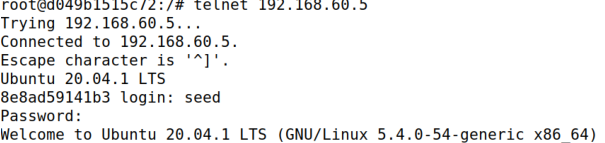 root@d049b1515c72:/# telnet 192.168.60.5
Trying 192.168.60.5...
Connected to 192.168.60.5.
Escape character is '^]'.
Ubuntu 20.04.1 LTS
8e8ad59141b3 login: seed
Password:
Welcome to Ubuntu 20.04.1 LTS (GNU/Linux 5.4.0-54-generic x86_64)